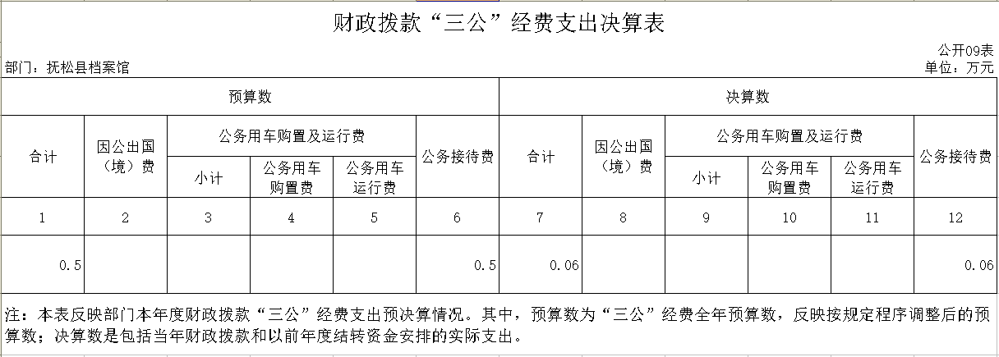 财政拨款“三公”经费支出决算表
公开09表
部门：抚松县档案馆
单位：万元
预算数
决算数
合计
因公出国
（境）费
公务用车购置及运行费
公务接待费
合计
因公出国
（境）费
公务用车购置及运行费
公务接待费
小计
公务用车
购置费
公务用车
运行费
小计
公务用车
购置费
公务用车
运行费
1 2 3 4 5 6 7 8 9 10 11 12
0.5 0.5 0.06 0.06
注：本表反映部门本年度财政拨款“三公”经费支出预决算情况。其中，预算数为“三公”经费全年预算数，反映按规定程序调整后的预
算数；决算数是包括当年财政拨款和以前年度结转资金安排的实际支出。